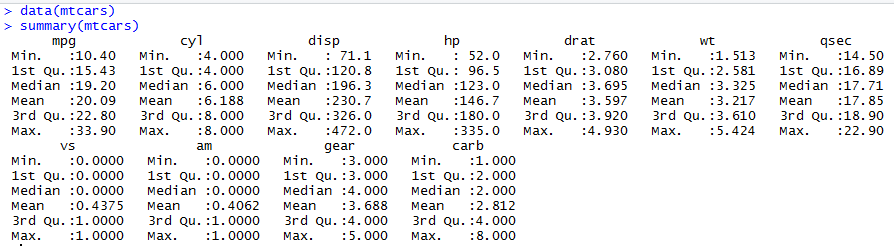 > data(mtcars)
> summary(mtcars)
      mpg             cyl             disp             hp             drat             wt             qsec
 Min.   :10.40   Min.   :4.000   Min.   : 71.1   Min.   : 52.0   Min.   :2.760   Min.   :1.513   Min.   :14.50
 1st Qu.:15.43   1st Qu.:4.000   1st Qu.:120.8   1st Qu.: 96.5   1st Qu.:3.080   1st Qu.:2.581   1st Qu.:16.89
 Median :19.20   Median :6.000   Median :196.3   Median :123.0   Median :3.695   Median :3.325   Median :17.71
 Mean   :20.09   Mean   :6.188   Mean   :230.7   Mean   :146.7   Mean   :3.597   Mean   :3.217   Mean   :17.85
 3rd Qu.:22.80   3rd Qu.:8.000   3rd Qu.:326.0   3rd Qu.:180.0   3rd Qu.:3.920   3rd Qu.:3.610   3rd Qu.:18.90
 Max.   :33.90   Max.   :8.000   Max.   :472.0   Max.   :335.0   Max.   :4.930   Max.   :5.424   Max.   :22.90
       vs               am              gear            carb
 Min.   :0.0000   Min.   :0.0000   Min.   :3.000   Min.   :1.000
 1st Qu.:0.0000   1st Qu.:0.0000   1st Qu.:3.000   1st Qu.:2.000
 Median :0.0000   Median :0.0000   Median :4.000   Median :2.000
 Mean   :0.4375   Mean   :0.4062   Mean   :3.688   Mean   :2.812
 3rd Qu.:1.0000   3rd Qu.:1.0000   3rd Qu.:4.000   3rd Qu.:4.000
 Max.   :1.0000   Max.   :1.0000   Max.   :5.000   Max.   :8.000